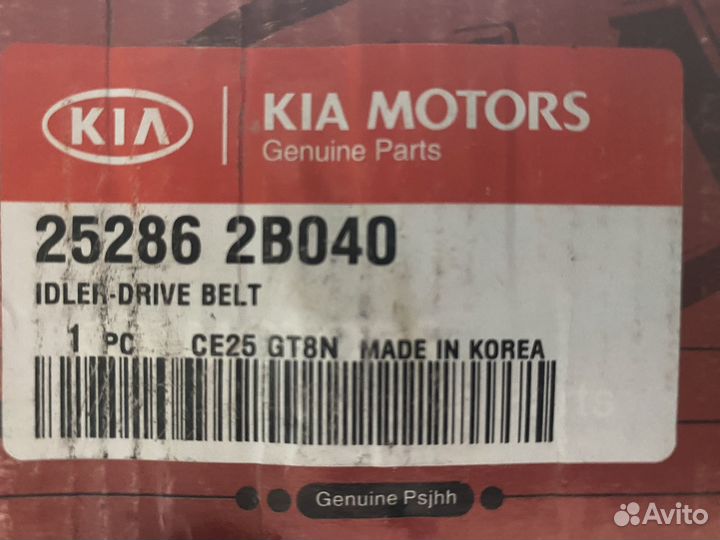 KIA
KIA MOTORS
Genuine Parts
25286 2B040
IDLER-DRIVE BELT
1 PC CE25 GT8N MADE IN KOREA
Genuine Psjhh
Avito